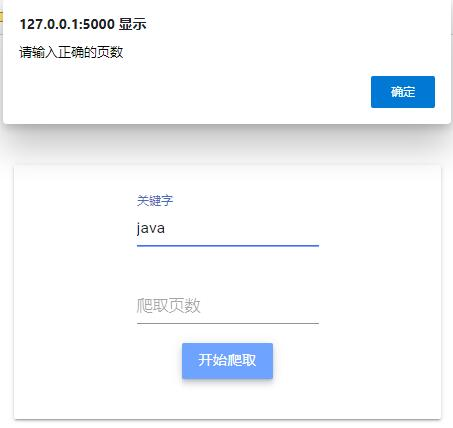 127.0.0.1:5000 显示
请输入正确的页数
确定
关键字
java
爬取页数
开始爬取